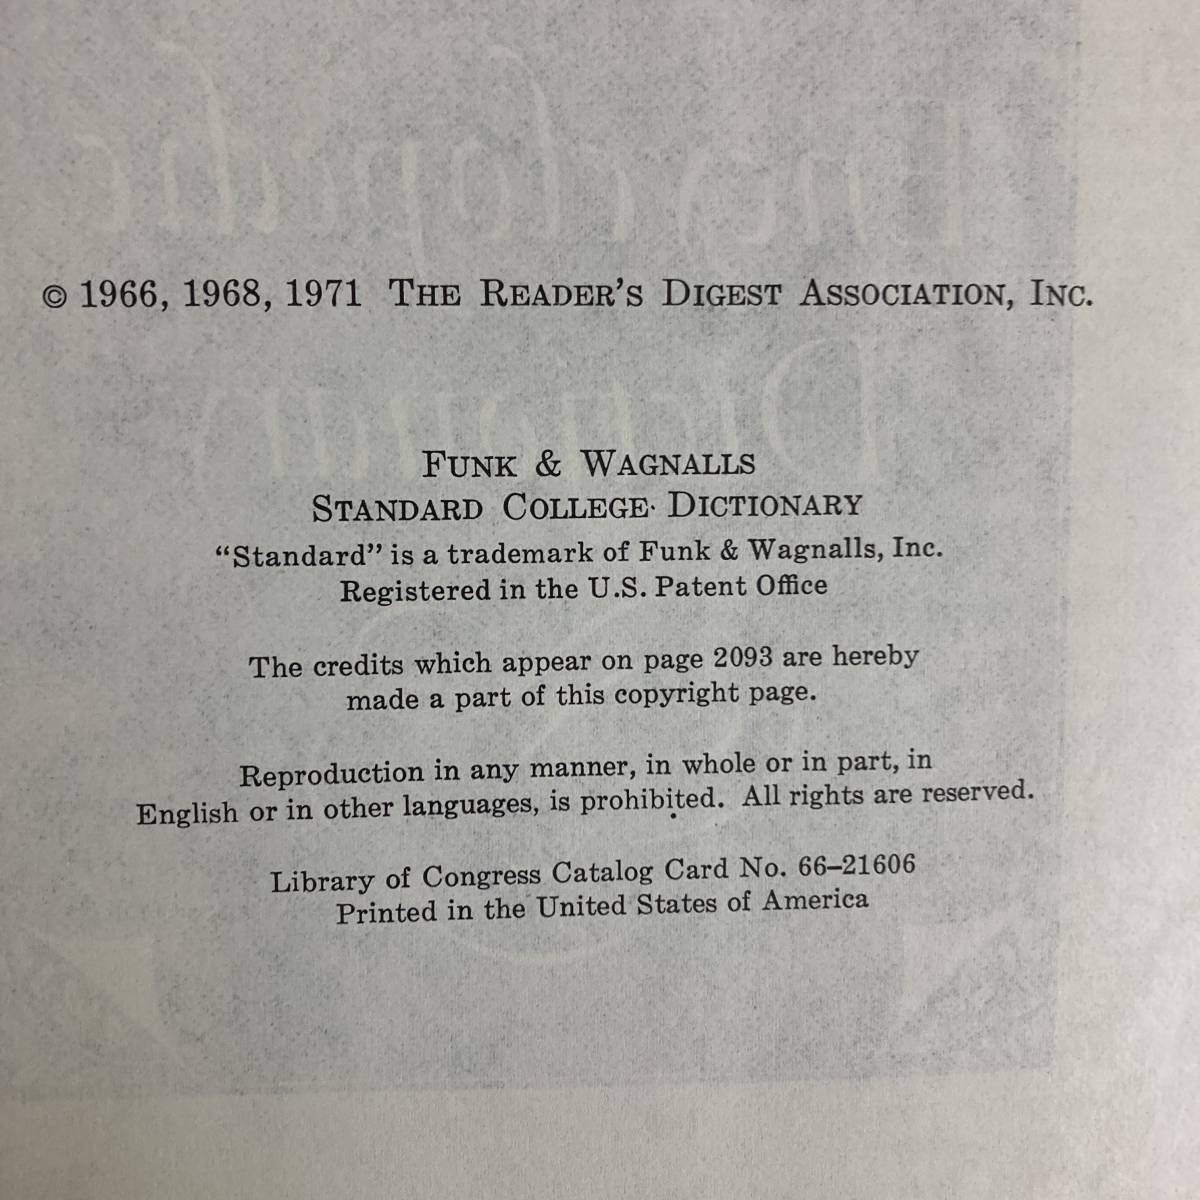 © 1966, 1968, 1971 THE READER'S DIGEST ASSOCIATION, INC.
FUNK & WAGNALLS
STANDARD COLLEGE DICTIONARY
“Standard” is a trademark of Funk & Wagnalls, Inc.
Registered in the U.S. Patent Office
The credits which appear on page 2093 are hereby
made a part of this copyright page.
Reproduction in any manner, in whole or in part, in
English or in other languages, is prohibited. All rights are reserved.
Library of Congress Catalog Card No. 66–21606
Printed in the United States of America